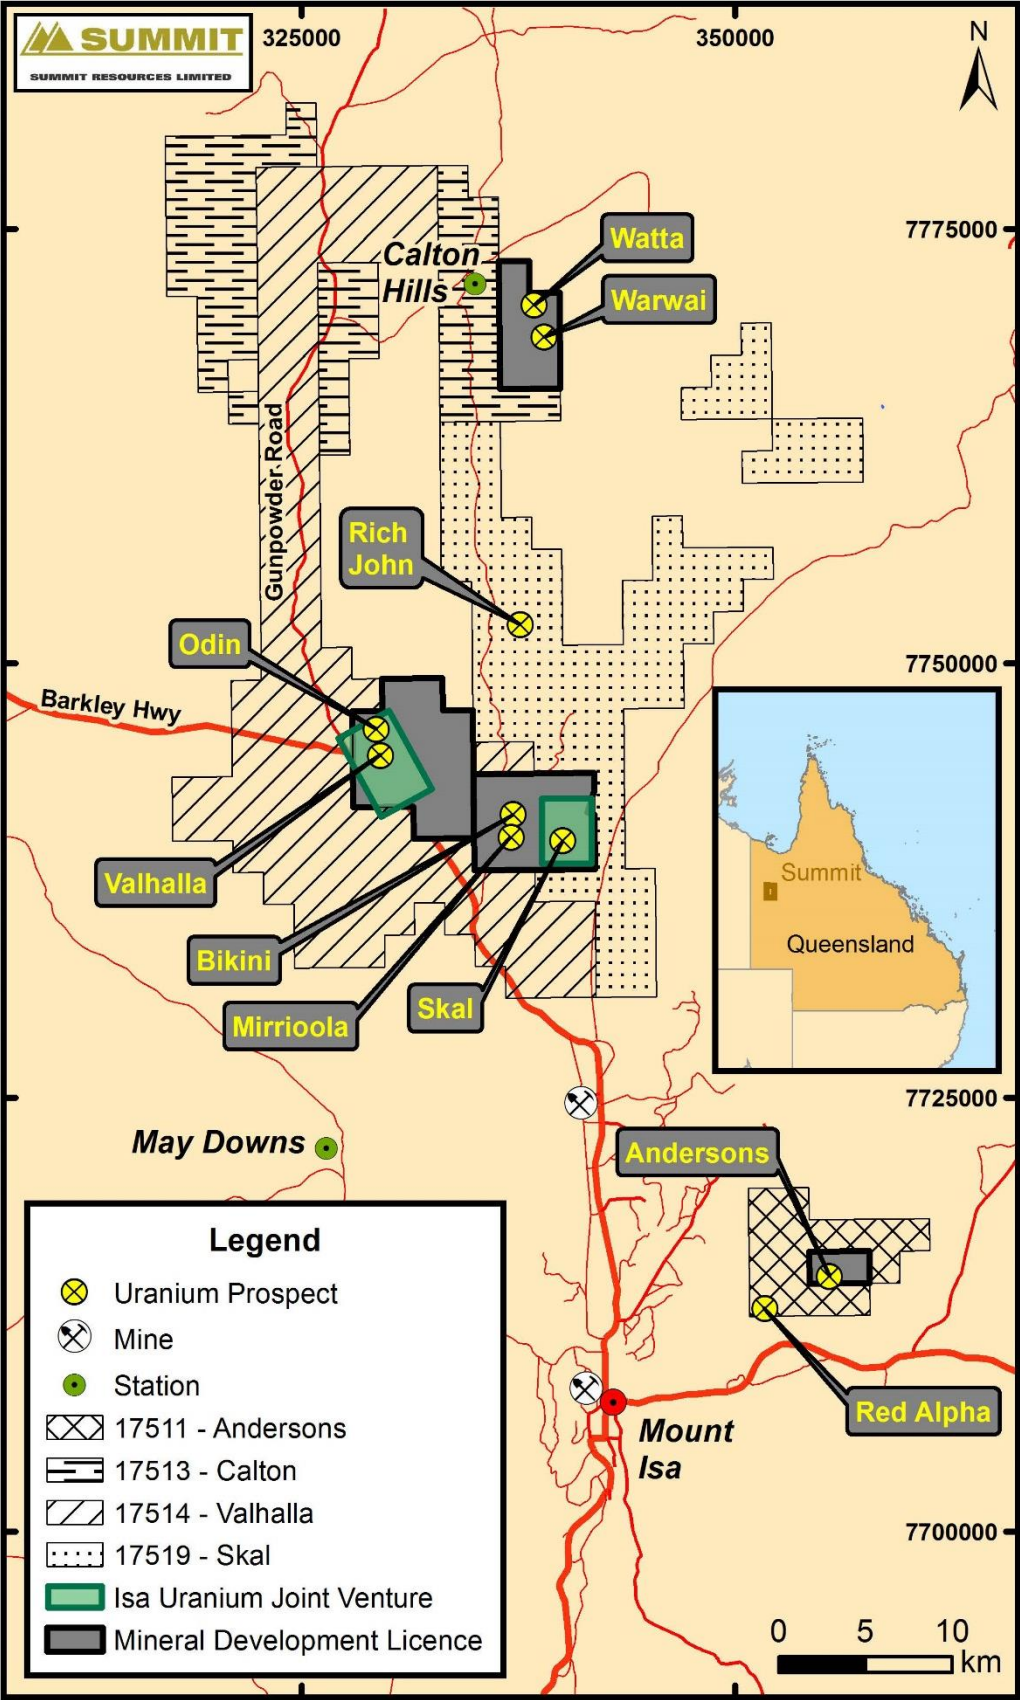 SUMMIT
SUMMIT RESOURCES LIMITED
325000
350000
N
7775000
Calton
Hills
Watta
Warwai
Gunpowder Road
Rich
John
Odin
7750000
Barkley Hwy
Summit
Queensland
Valhalla
Bikini
Mirrioola
Skal
7725000
May Downs
Andersons
Red Alpha
Mount
Isa
7700000
Legend
Uranium Prospect
Mine
Station
17511 - Andersons
17513 - Calton
17514 - Valhalla
17519 - Skal
Isa Uranium Joint Venture
Mineral Development Licence
0 5 10
km